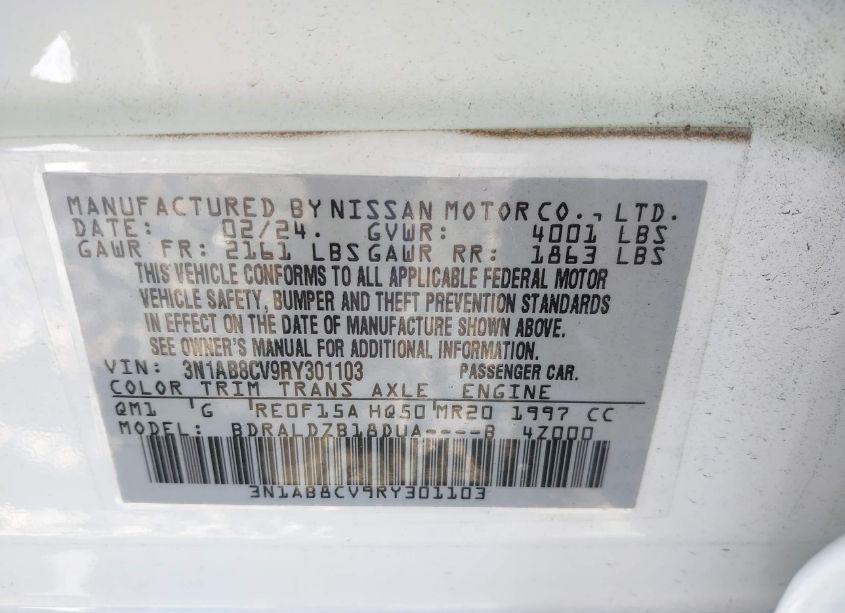 MANUFACTURED BY NISSAN MOTOR CO., LTD.
DATE: 02/24. GVWR: 4001 LBS
GAWR FR: 2161 LBS GAWR RR: 1863 LBS
THIS VEHICLE CONFORMS TO ALL APPLICABLE FEDERAL MOTOR
VEHICLE SAFETY, BUMPER AND THEFT PREVENTION STANDARDS
IN EFFECT ON THE DATE OF MANUFACTURE SHOWN ABOVE.
SEE OWNER'S MANUAL FOR ADDITIONAL INFORMATION.
VIN: 3N1AB8CV9RY301103 PASSENGER CAR.
COLOR TRIM TRANS AXLE ENGINE
QM1 G RE0F15A HQ50 MR20 1997 CC
MODEL: BDRALDZB18DUA----B 4Z000
3N1AB8CV9RY301103